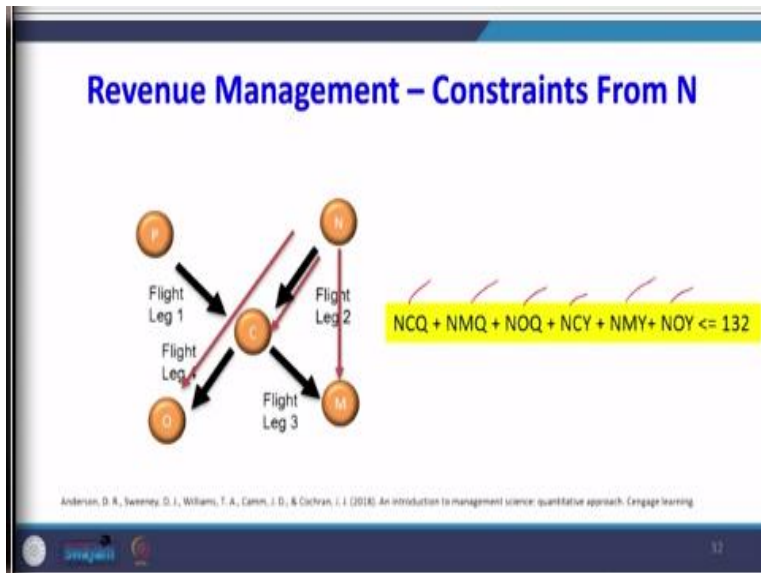 Revenue Management – Constraints From N
P
N
Flight
Leg 1
Flight
Leg 2
C
Flight
Leg
NCQ + NMQ + NOQ + NCY + NMY+ NOY <= 132
O
Flight
Leg 3
M
Anderson, D. R., Sweeney, D. J., Williams, T. A., Camm, J. D., & Cochran, J. J. (2018). An introduction to management science: quantitative approach. Cengage learning.
swayam